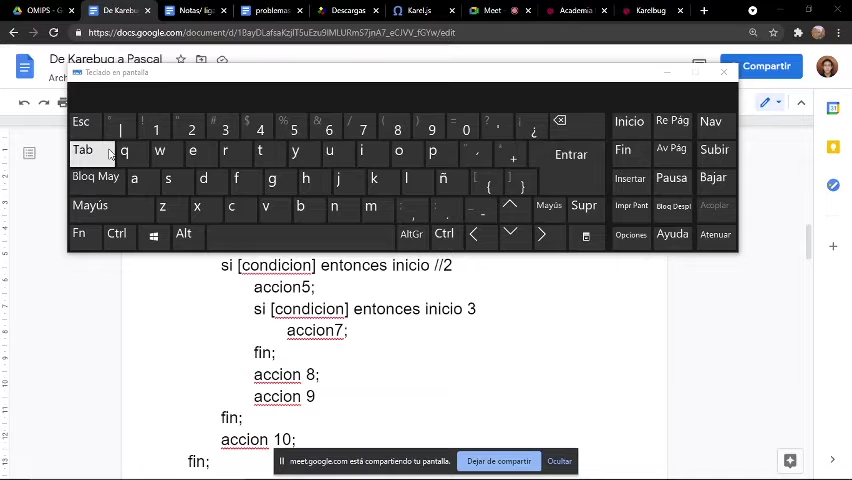 OMIPS - G
De Karebu
Notas/ lig
problemas
Descargas
Karel.js
Meet
Academia
Karelbug
https://docs.google.com/document/d/1BayDLafsaKzjlT5uEzu9lMLURmS7jnA7_eCJVV_jfGYw/edit
De Karebug a Pascal
Compartir
Teclado en pantalla
Esc ° | ! 1 " 2 # 3 $ 4 % 5 & 6 / 7 ( 8 ) 9 = 0 ? ' ¡ ¿ Inicio Re Pág Nav
Tab q w e r t y u i o p ¨ ´ * + Entrar Fin Av Pág Subir
Bloq May a s d f g h j k l ñ [ { ] } Insertar Pausa Bajar
Mayús z x c v b n m ; , : . _ - Mayús Supr Impr Pant Bloq Despl Acoplar
Fn Ctrl Alt AltGr Ctrl Opciones Ayuda Atenuar
si [condicion] entonces inicio //2
accion5;
si [condicion] entonces inicio 3
accion7;
fin;
accion 8;
accion 9
fin;
accion 10;
fin;
meet.google.com está compartiendo tu pantalla.
Dejar de compartir
Ocultar